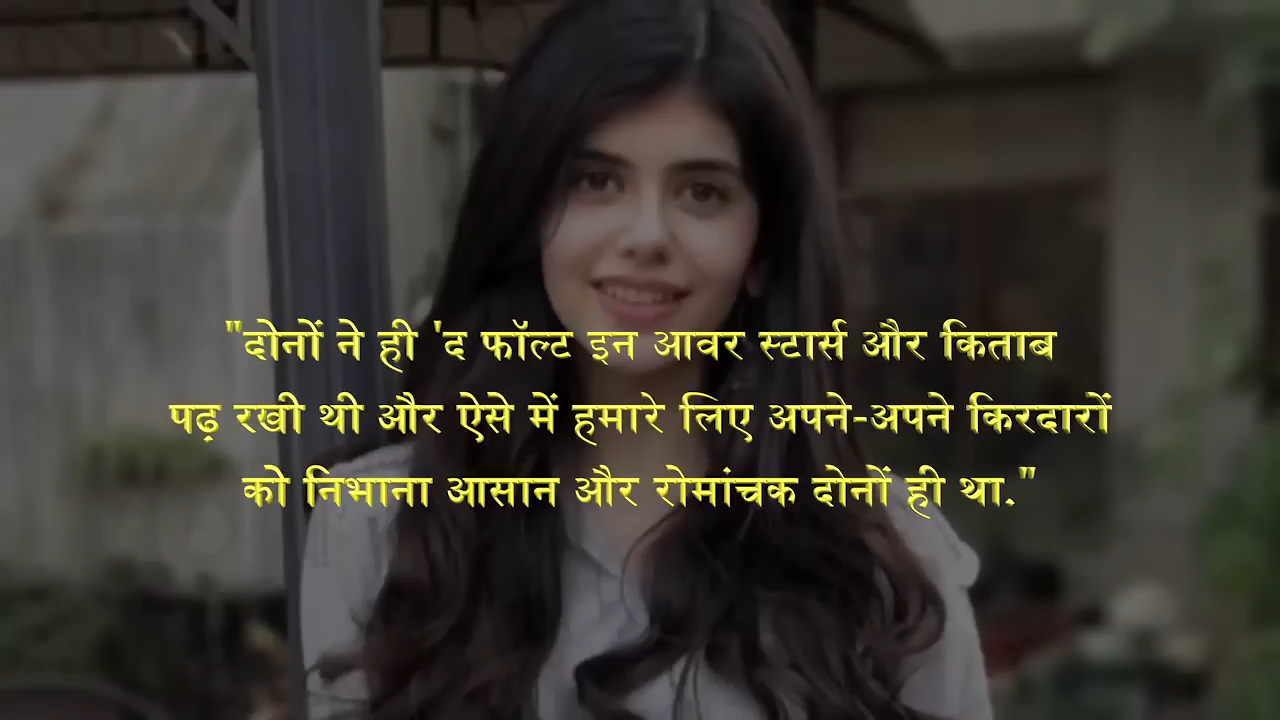 "दोनों ने ही 'द फॉल्ट इन आवर स्टार्स और किताब
पढ़ रखी थी और ऐसे में हमारे लिए अपने-अपने किरदारों
को निभाना आसान और रोमांचक दोनों ही था."